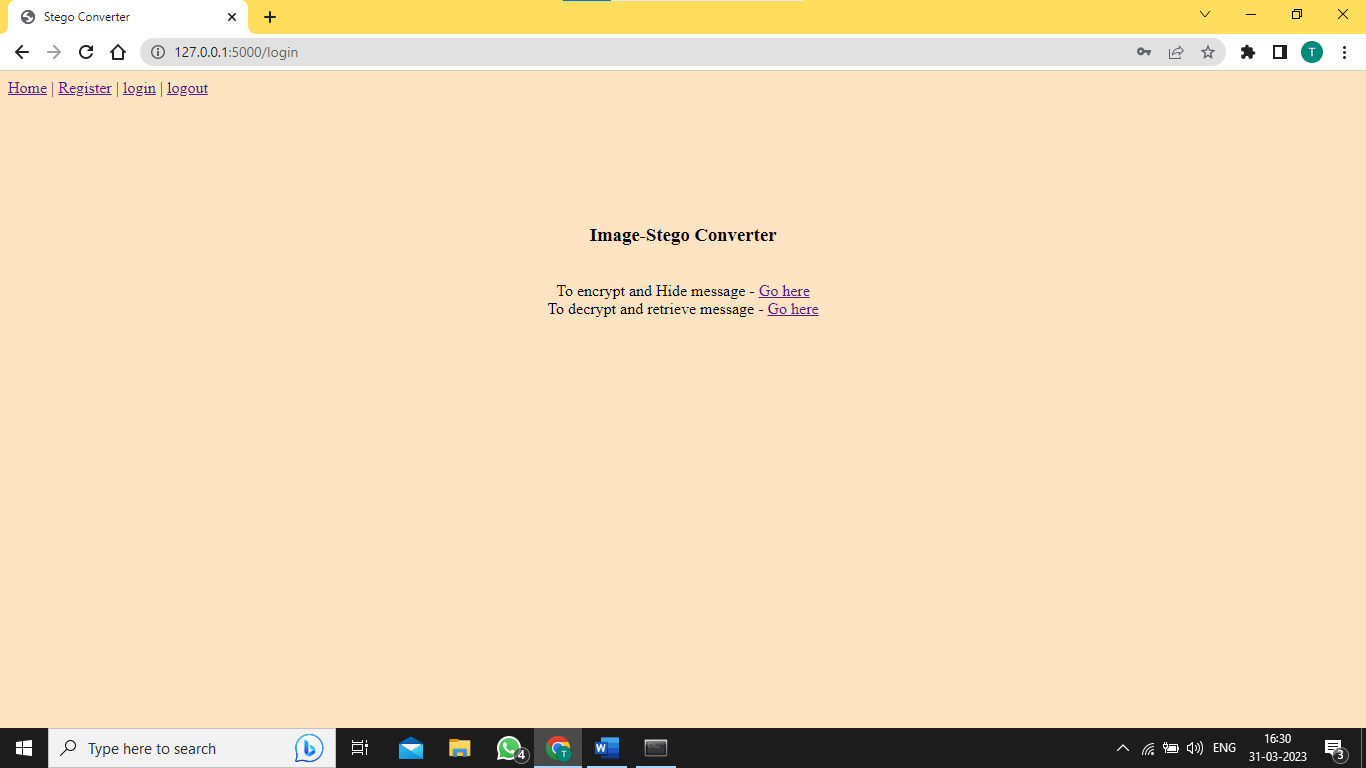 Stego Converter
127.0.0.1:5000/login
T
Home | Register | login | logout
Image-Stego Converter
To encrypt and Hide message - Go here
To decrypt and retrieve message - Go here
Type here to search
4
T
W
ENG
16:30
31-03-2023
3